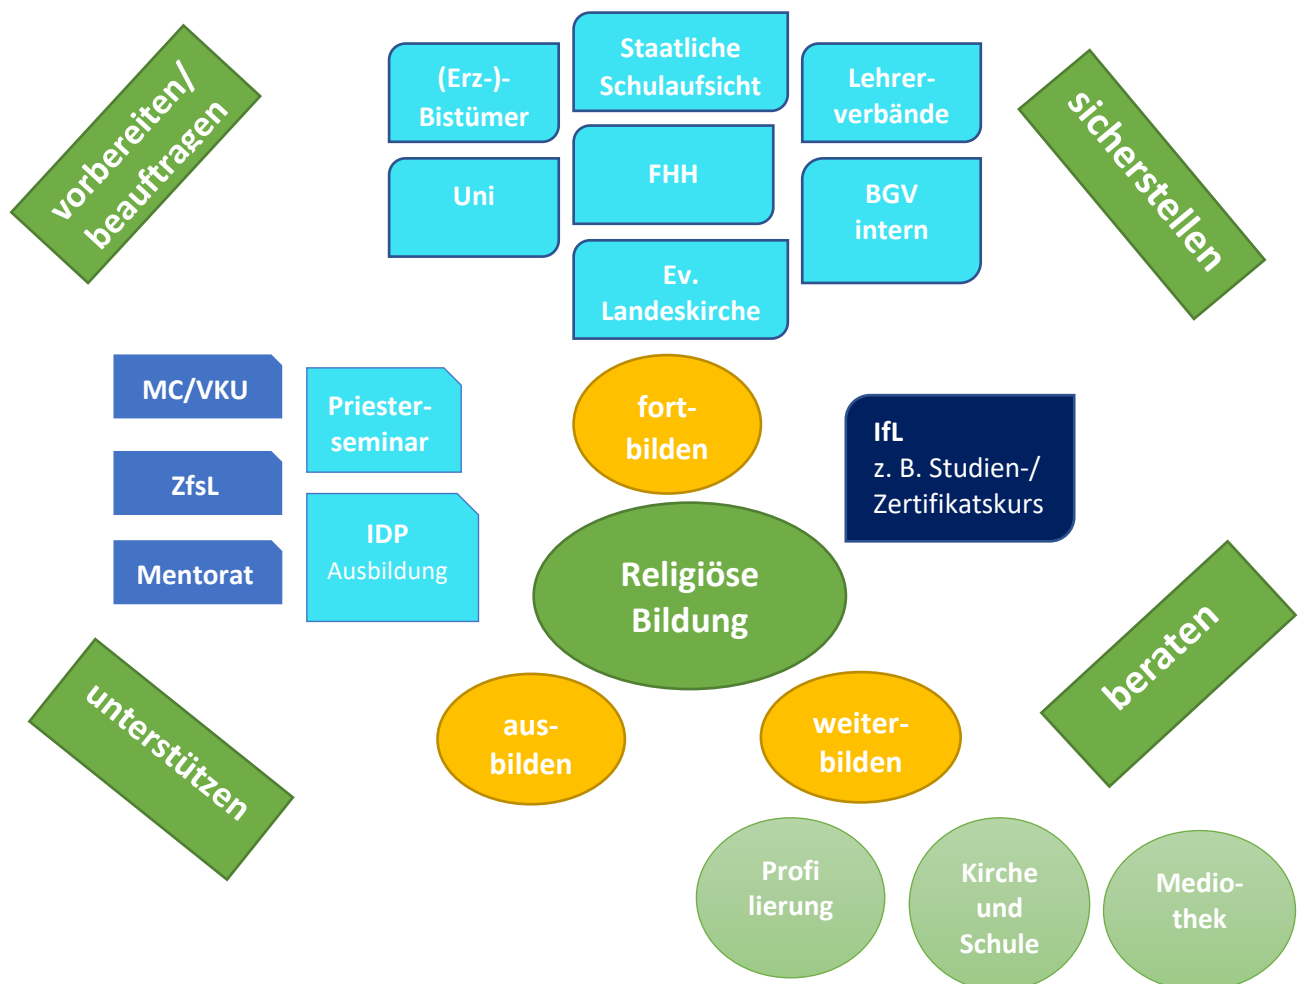 vorbereiten/
beauftragen
(Erz-)-
Bistümer
Staatliche
Schulaufsicht
Lehrer-
verbände
sicherstellen
Uni
FHH
BGV
intern
Ev.
Landeskirche
MC/VKU
Priester-
seminar
fort-
bilden
IfL
z. B. Studien-/
Zertifikatskurs
ZfsL
IDP
Ausbildung
Mentorat
Religiöse
Bildung
unterstützen
beraten
aus-
bilden
weiter-
bilden
Profi
lierung
Kirche
und
Schule
Medio-
thek